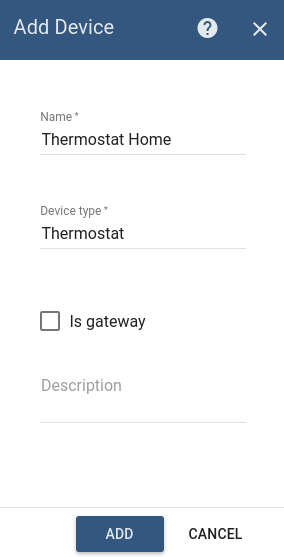 Add Device
?
Name *
Thermostat Home
Device type *
Thermostat
Is gateway
Description
ADD CANCEL